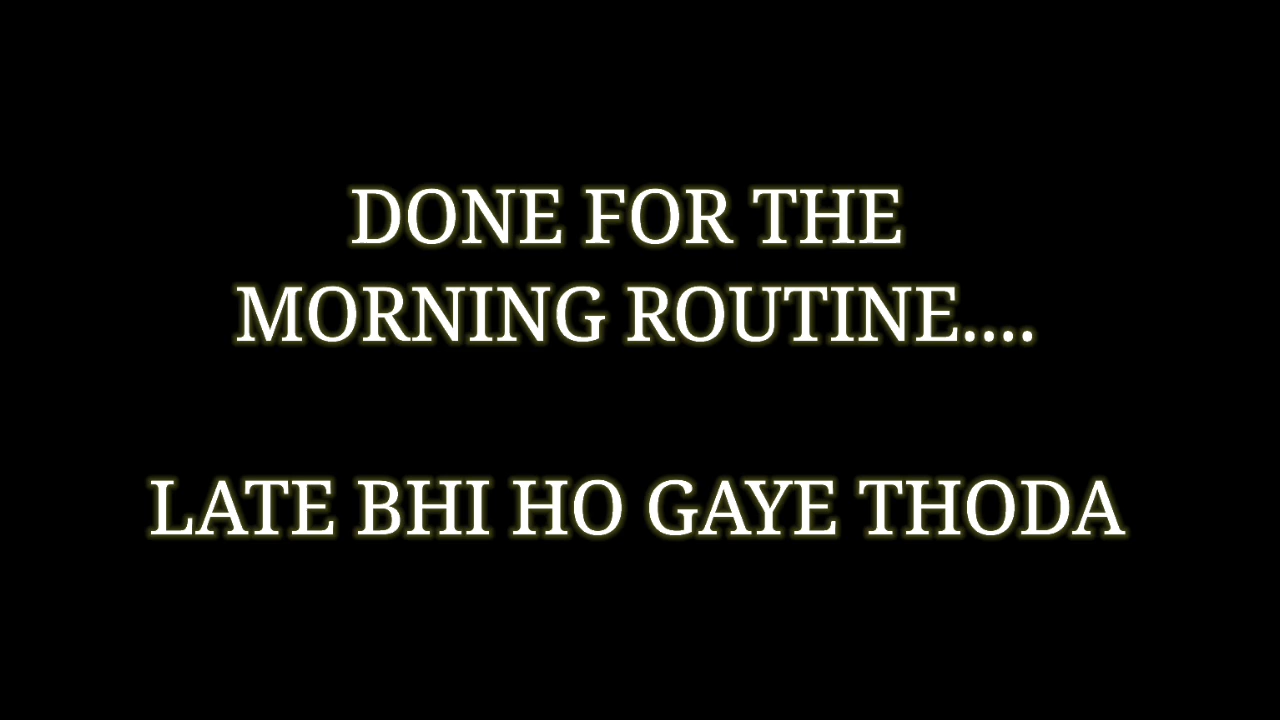 DONE FOR THE
MORNING ROUTINE....
LATE BHI HO GAYE THODA